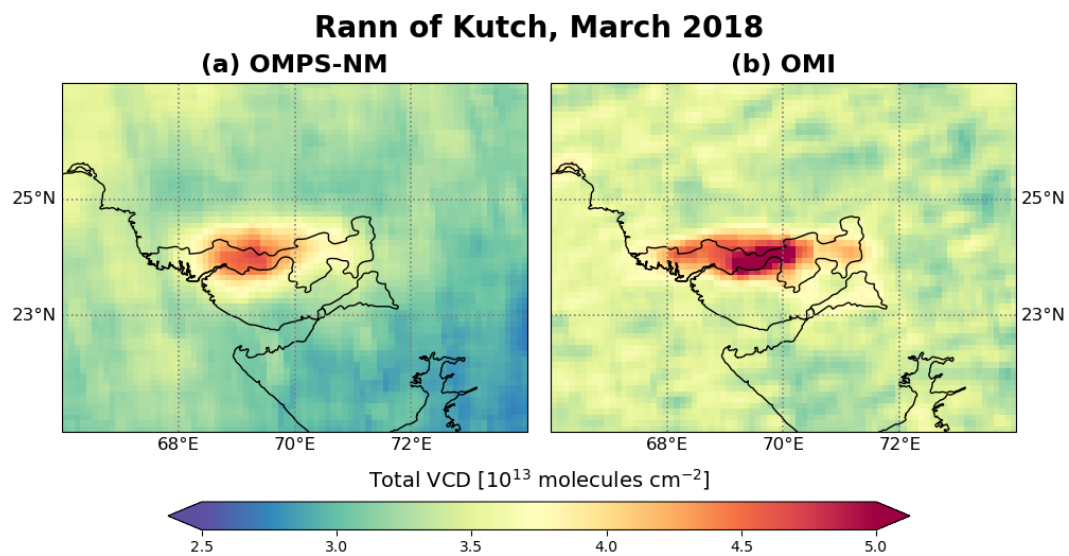 Rann of Kutch, March 2018
(a) OMPS-NM
(b) OMI
25°N
23°N
68°E 70°E 72°E
25°N
23°N
68°E 70°E 72°E
Total VCD [10¹³ molecules cm⁻²]
2.5 3.0 3.5 4.0 4.5 5.0